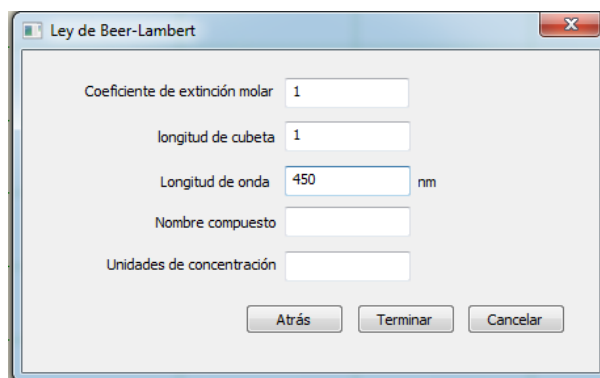 Ley de Beer-Lambert
Coeficiente de extinción molar 1
longitud de cubeta 1
Longitud de onda 450 nm
Nombre compuesto
Unidades de concentración
Atrás Terminar Cancelar